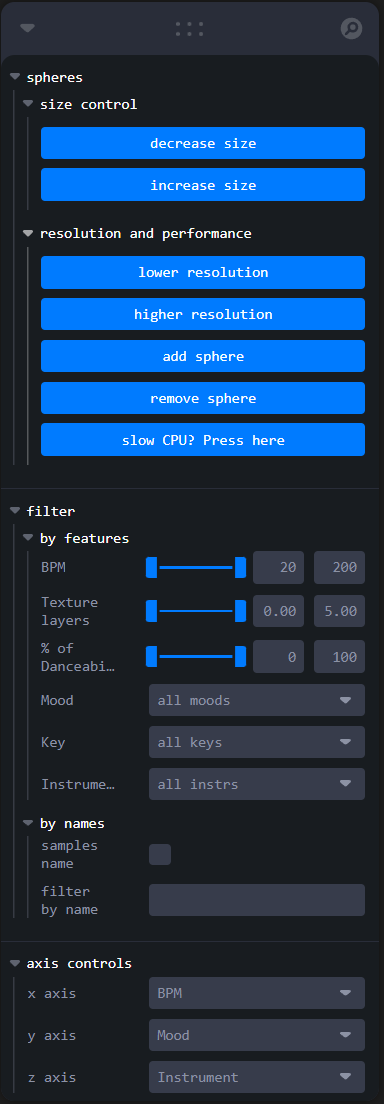 spheres
size control
decrease size
increase size
resolution and performance
lower resolution
higher resolution
add sphere
remove sphere
slow CPU? Press here
filter
by features
BPM 20 200
Texture
layers 0.00 5.00
% of
Danceabi… 0 100
Mood all moods
Key all keys
Instrume… all instrs
by names
samples
name
filter
by name
axis controls
x axis BPM
y axis Mood
z axis Instrument